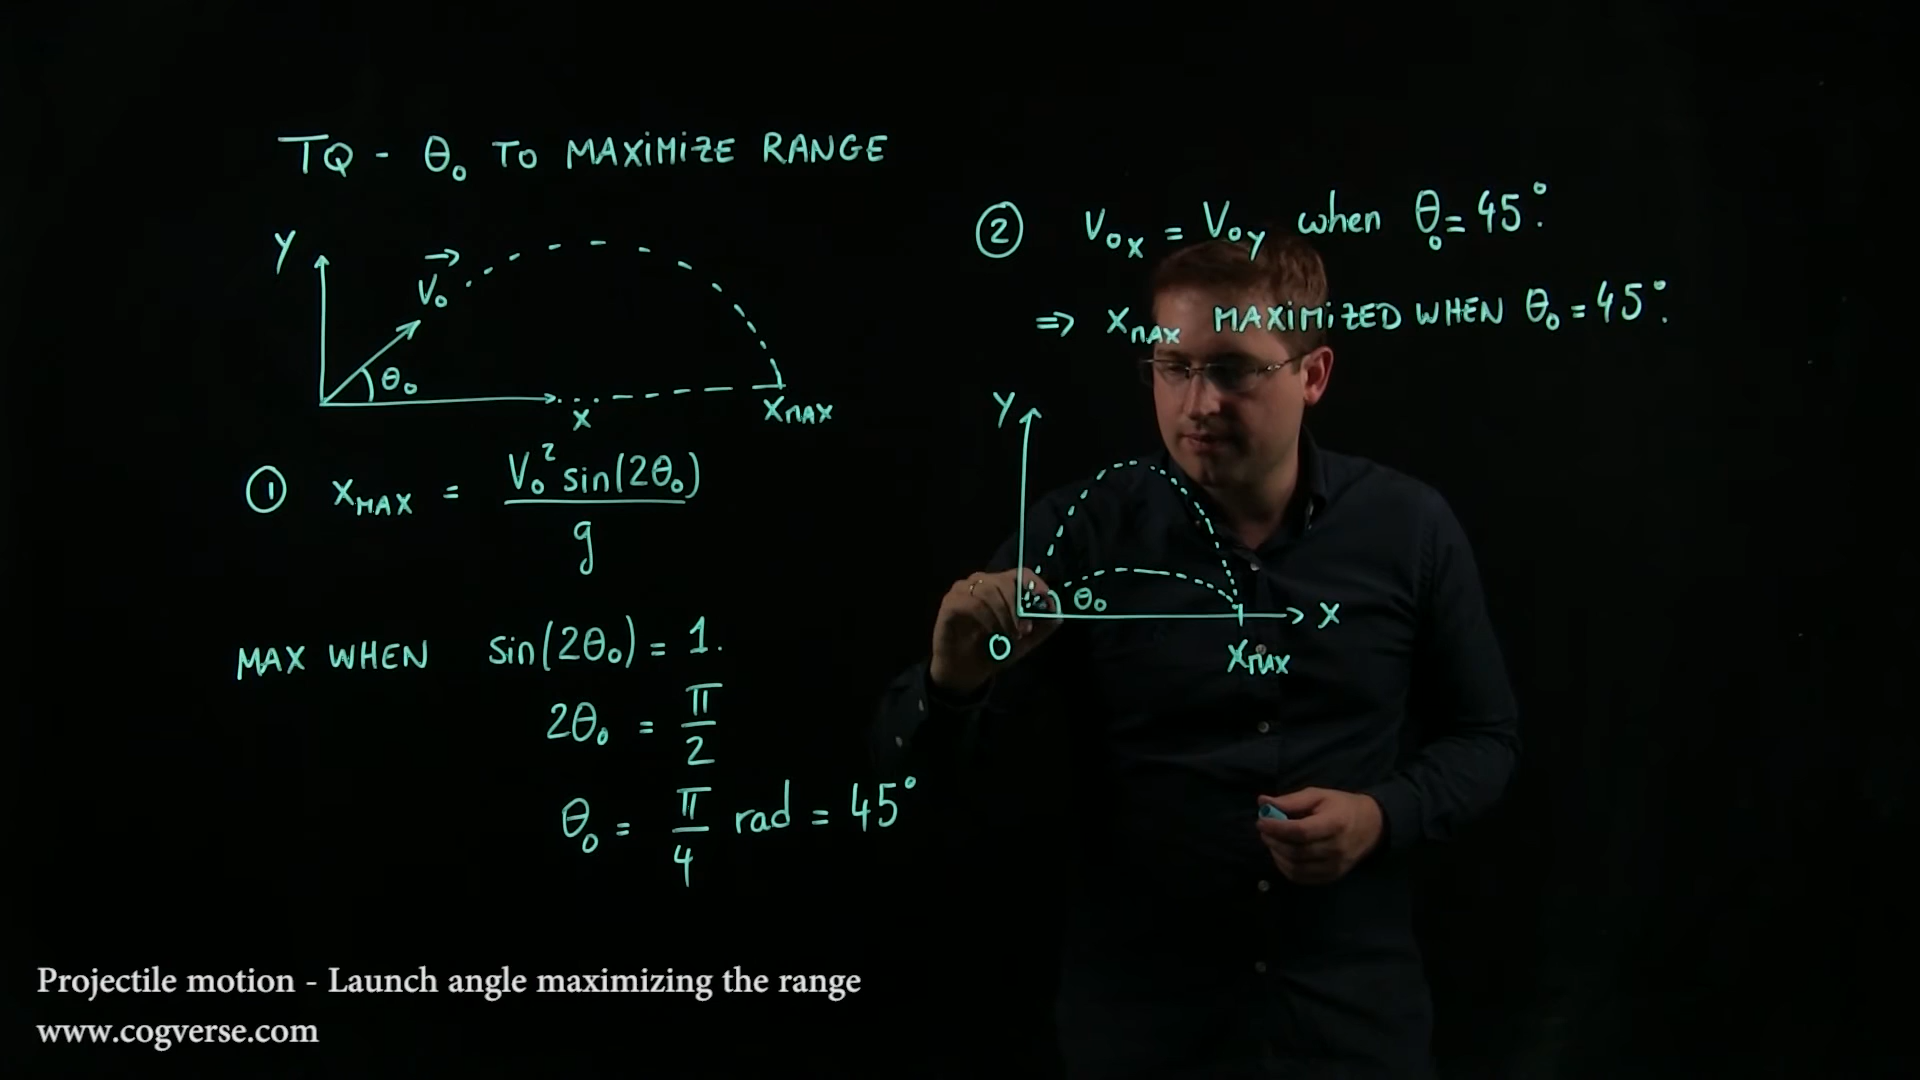 TQ - θ₀ TO MAXIMIZE RANGE
Y
V₀
θ₀
X
XMAX
① XMAX = V₀² sin(2θ₀) / g
MAX WHEN sin(2θ₀) = 1.
2θ₀ = π/2
θ₀ = π/4 rad = 45°
② V₀X = V₀Y when θ₀ = 45°.
⇒ XMAX MAXIMIZED WHEN θ₀ = 45°.
Y
θ₀
X
O
XMAX
Projectile motion - Launch angle maximizing the range
www.cogverse.com